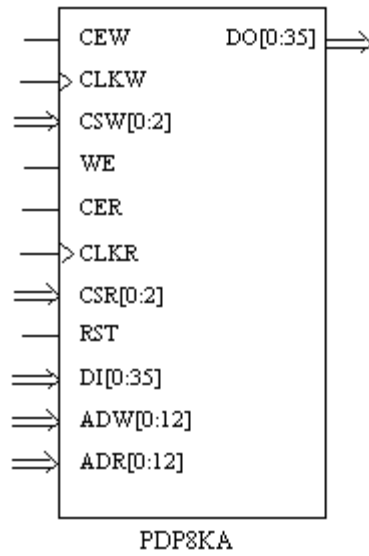 CEW DO[0:35]
CLKW
CSW[0:2]
WE
CER
CLKR
CSR[0:2]
RST
DI[0:35]
ADW[0:12]
ADR[0:12]
PDP8KA